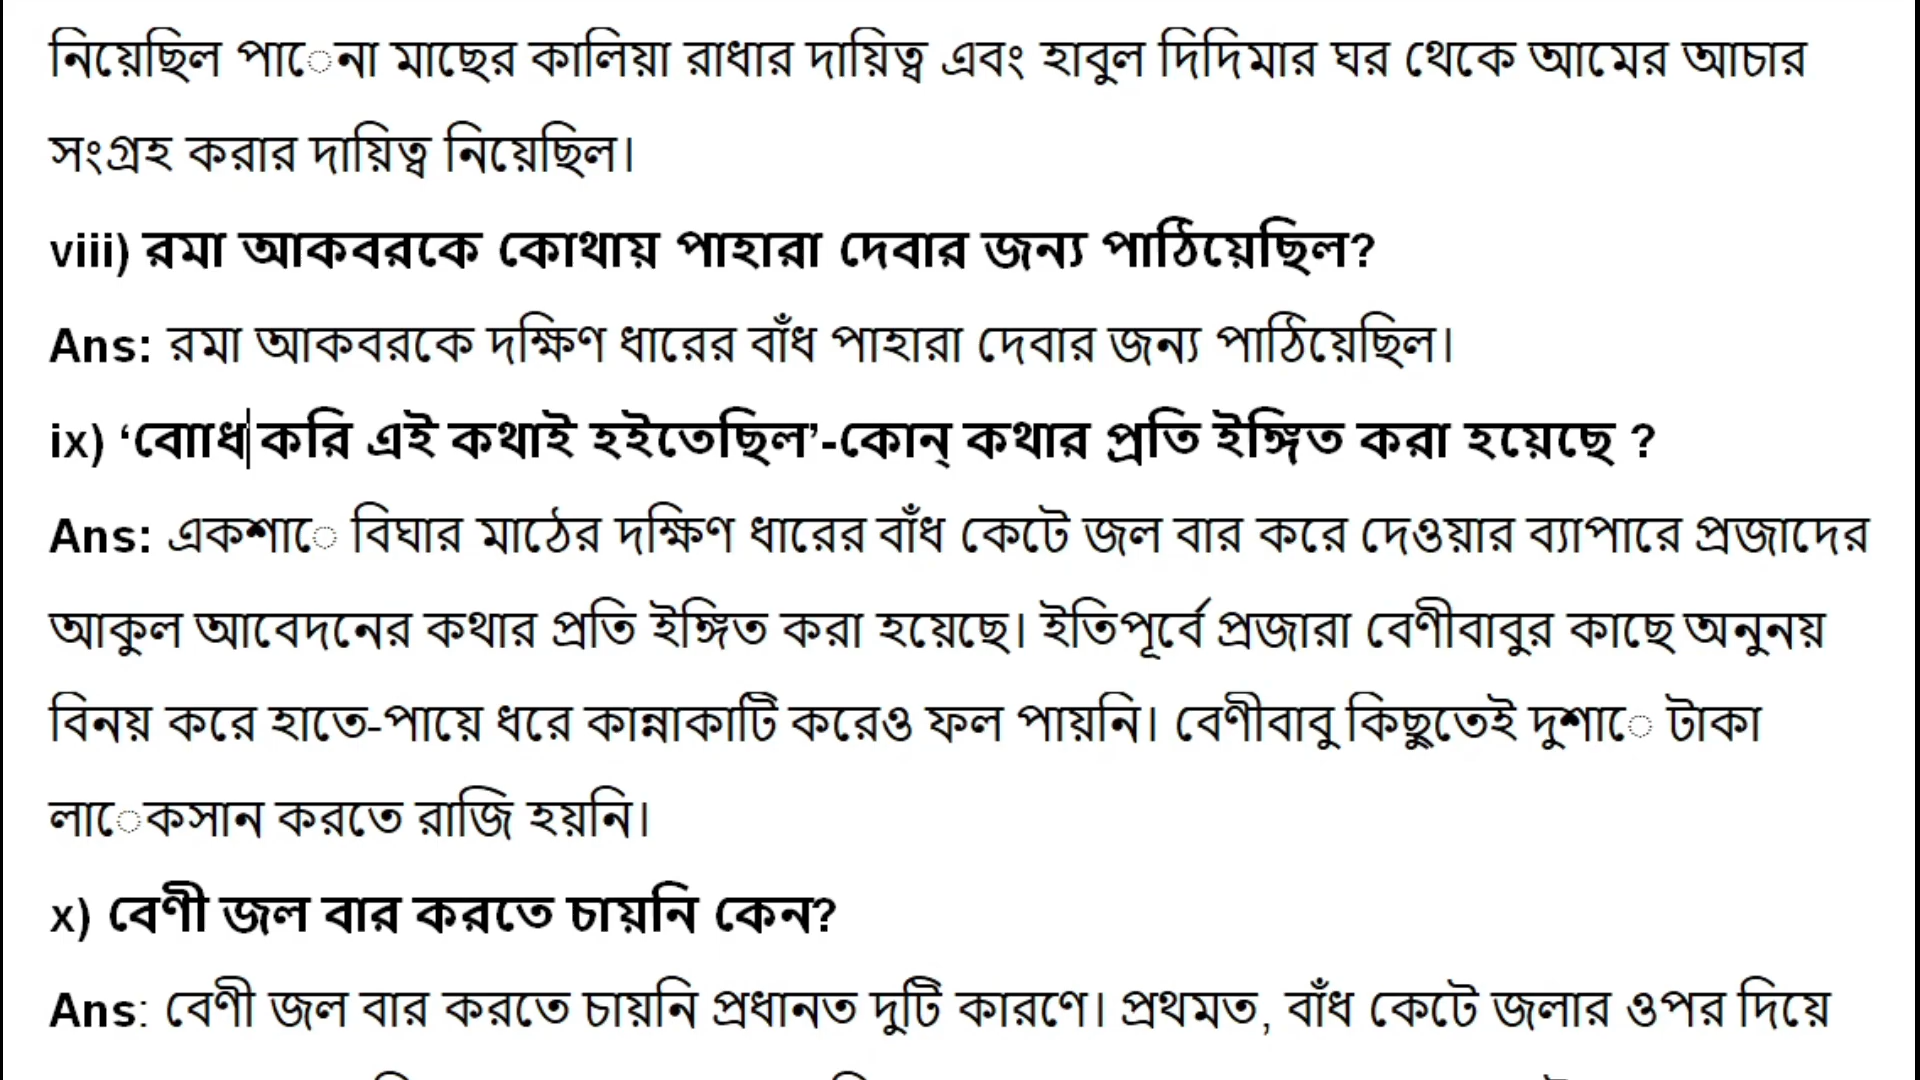 নিয়েছিল পােনা মাছের কালিয়া রাধার দায়িত্ব এবং হাবুল দিদিমার ঘর থেকে আমের আচার
সংগ্রহ করার দায়িত্ব নিয়েছিল।
viii) রমা আকবরকে কোথায় পাহারা দেবার জন্য পাঠিয়েছিল?
Ans: রমা আকবরকে দক্ষিণ ধারের বাঁধ পাহারা দেবার জন্য পাঠিয়েছিল।
ix) ‘বোাধ করি এই কথাই হইতেছিল’-কোন্ কথার প্রতি ইঙ্গিত করা হয়েছে ?
Ans: একশাে বিঘার মাঠের দক্ষিণ ধারের বাঁধ কেটে জল বার করে দেওয়ার ব্যাপারে প্রজাদের
আকুল আবেদনের কথার প্রতি ইঙ্গিত করা হয়েছে। ইতিপূর্বে প্রজারা বেণীবাবুর কাছে অনুনয়
বিনয় করে হাতে-পায়ে ধরে কান্নাকাটি করেও ফল পায়নি। বেণীবাবু কিছুতেই দুশাে টাকা
লােকসান করতে রাজি হয়নি।
x) বেণী জল বার করতে চায়নি কেন?
Ans: বেণী জল বার করতে চায়নি প্রধানত দুটি কারণে। প্রথমত, বাঁধ কেটে জলার ওপর দিয়ে